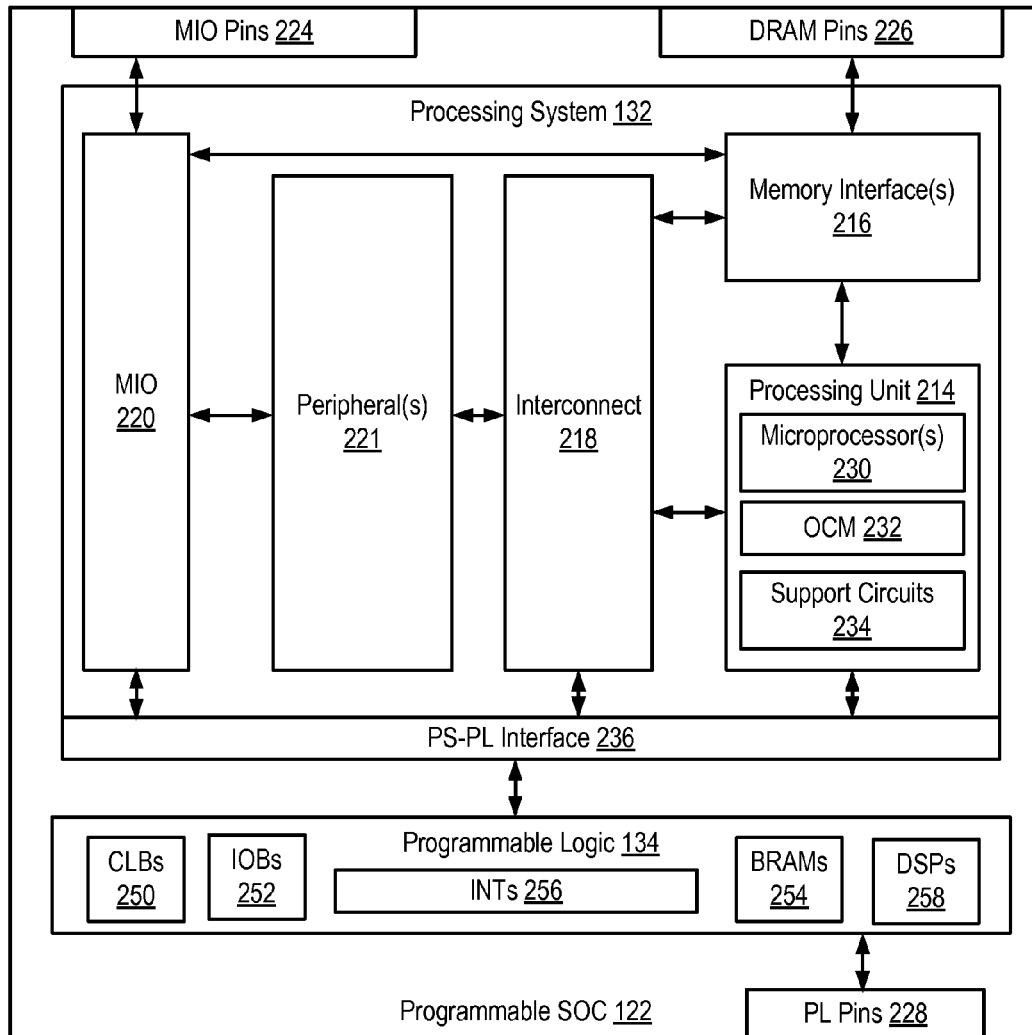 MIO Pins 224
DRAM Pins 226
Processing System 132
MIO
220
Peripheral(s)
221
Interconnect
218
Memory Interface(s)
216
Processing Unit 214
Microprocessor(s)
230
OCM 232
Support Circuits
234
PS-PL Interface 236
Programmable Logic 134
CLBs
250
IOBs
252
INTs 256
BRAMs
254
DSPs
258
Programmable SOC 122
PL Pins 228